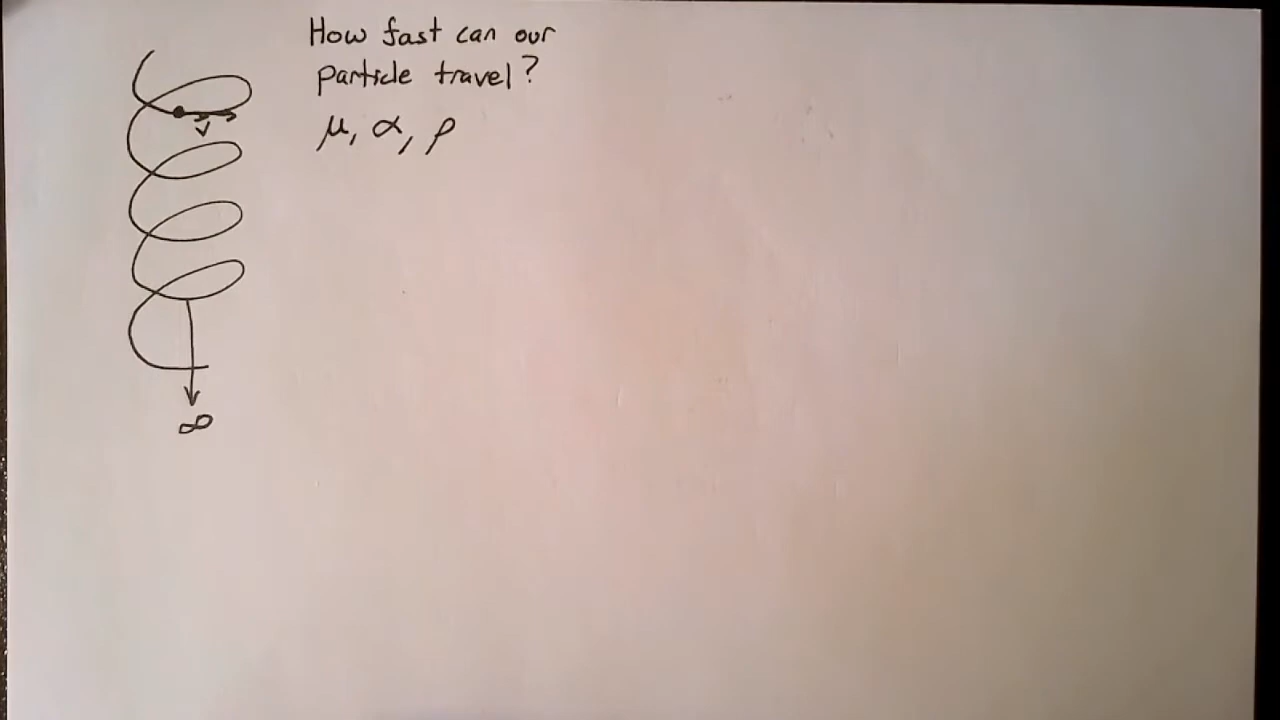 How fast can our
particle travel?
μ, α, ρ
v
∞